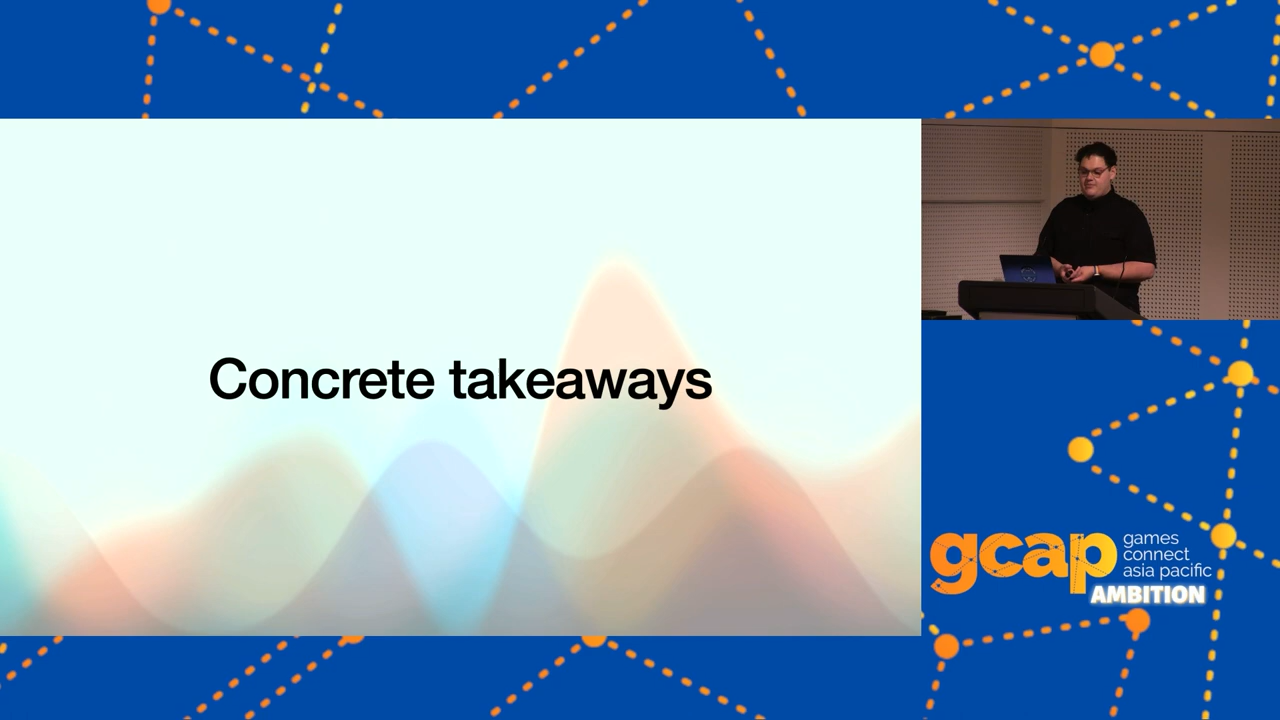 Concrete takeaways
gcap
games
connect
asia pacific
AMBITION